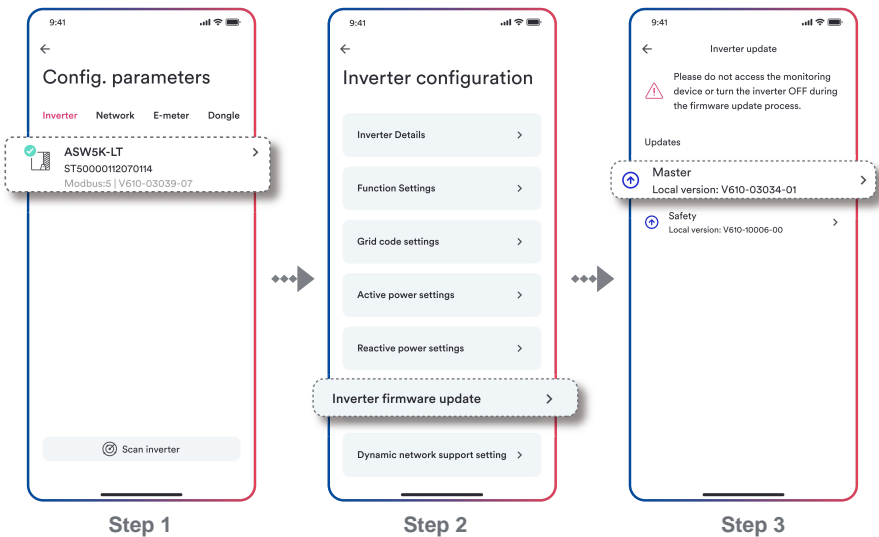 9:41
Config. parameters
Inverter Network E-meter Dongle
ASW5K-LT
ST50000112070114
Modbus:5 | V610-03039-07
Scan inverter
Step 1
9:41
Inverter configuration
Inverter Details
Function Settings
Grid code settings
Active power settings
Reactive power settings
Inverter firmware update
Dynamic network support setting
Step 2
9:41
Inverter update
Please do not access the monitoring
device or turn the inverter OFF during
the firmware update process.
Updates
Master
Local version: V610-03034-01
Safety
Local version: V610-10006-00
Step 3